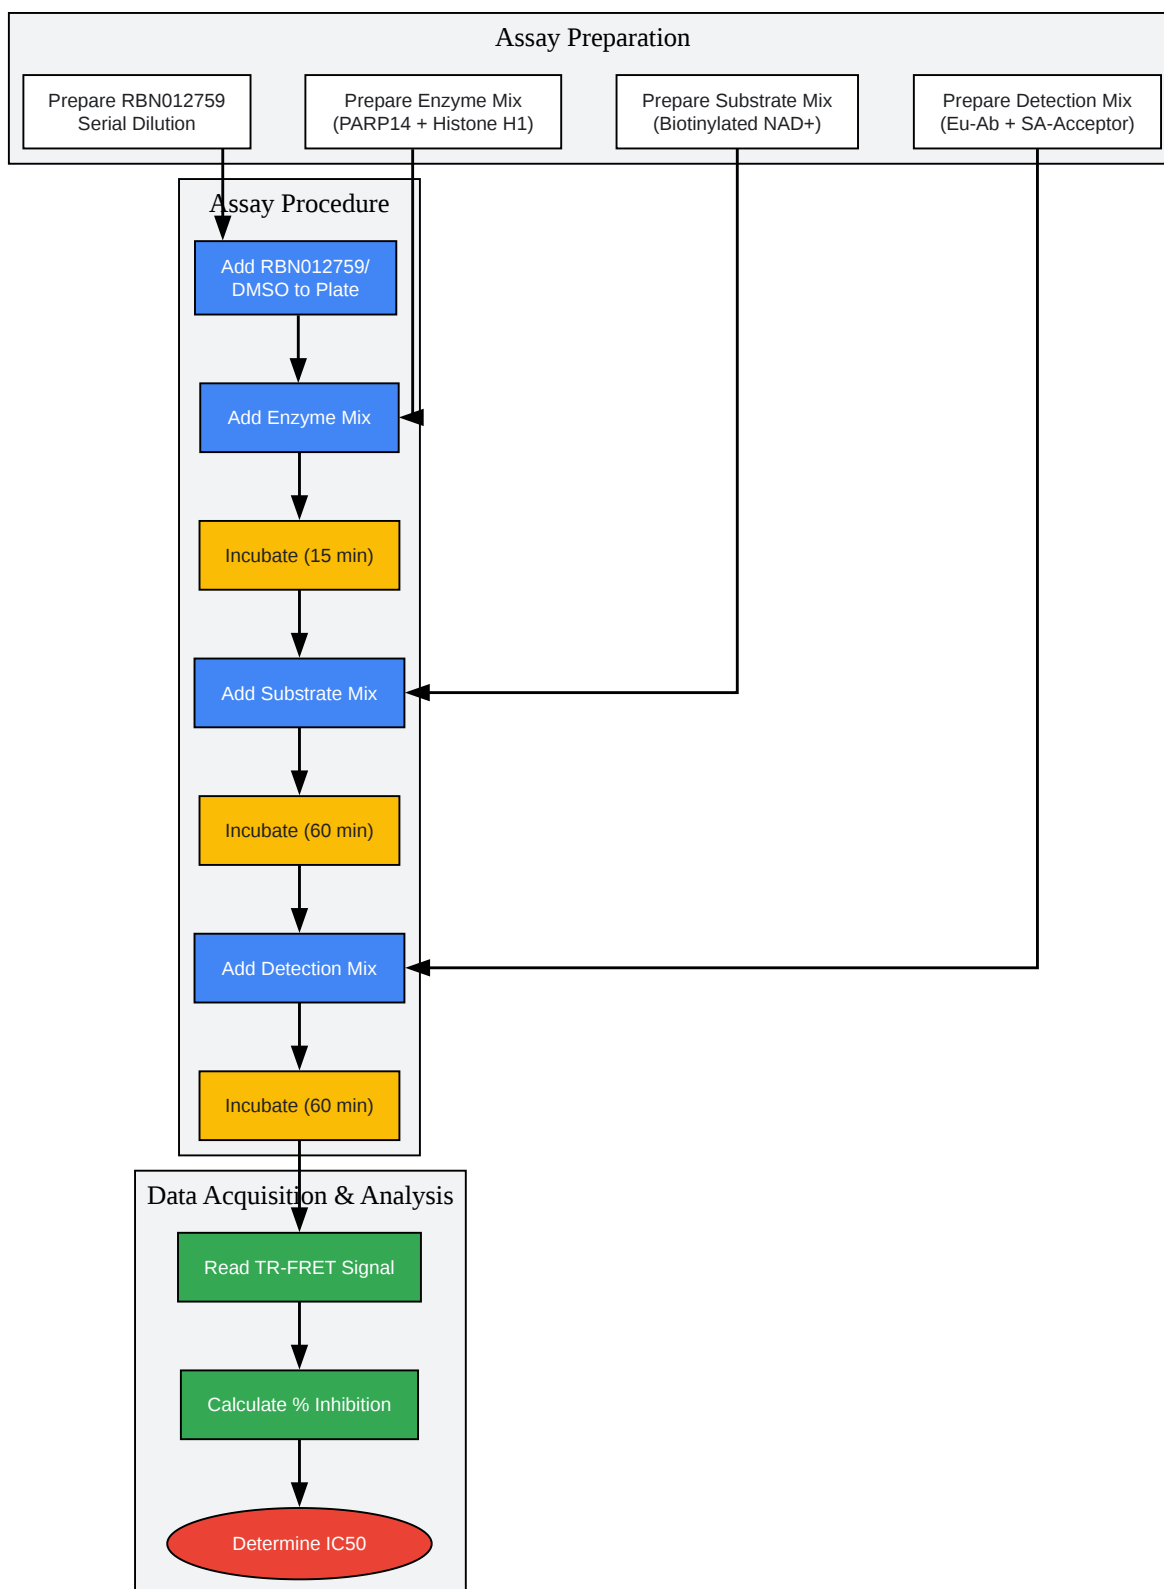 Assay Preparation
Prepare RBN012759
Serial Dilution
Prepare Enzyme Mix
(PARP14 + Histone H1)
Prepare Substrate Mix
(Biotinylated NAD+)
Prepare Detection Mix
(Eu-Ab + SA-Acceptor)
Assay Procedure
Add RBN012759/
DMSO to Plate
Add Enzyme Mix
Incubate (15 min)
Add Substrate Mix
Incubate (60 min)
Add Detection Mix
Incubate (60 min)
Data Acquisition & Analysis
Read TR-FRET Signal
Calculate % Inhibition
Determine IC50